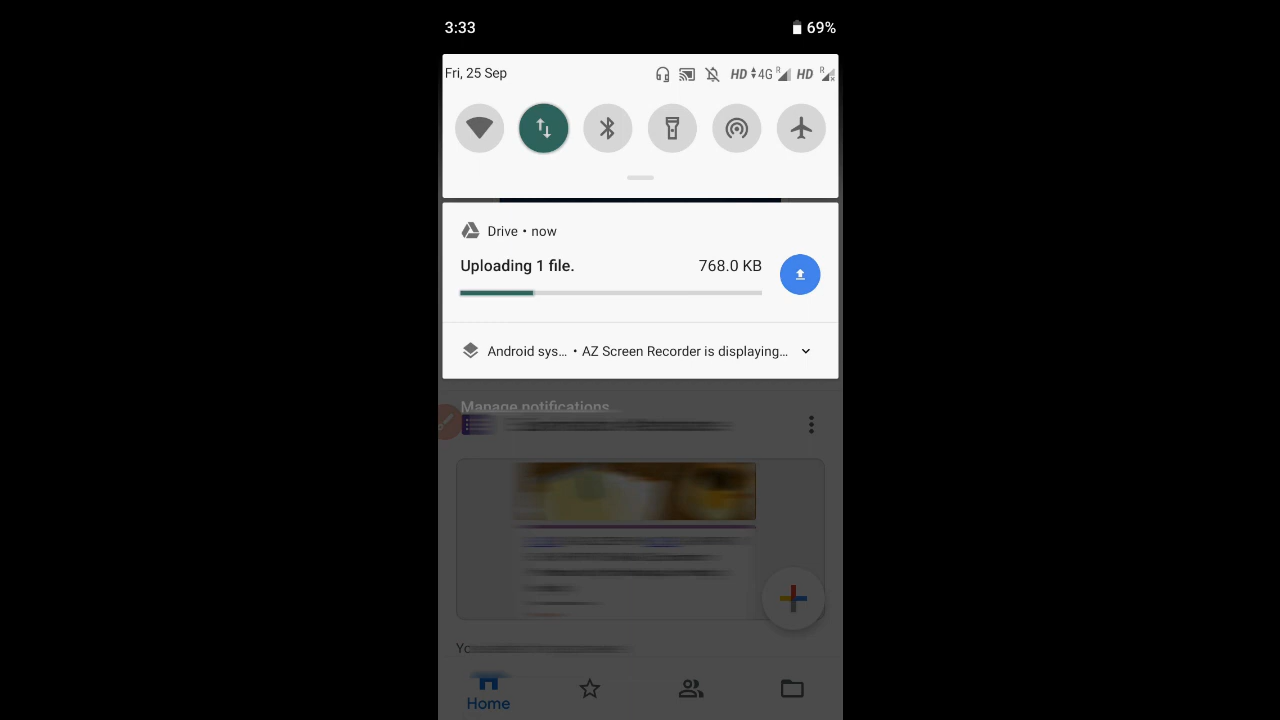 3:33
69%
Fri, 25 Sep
HD 4G R HD R
Drive • now
Uploading 1 file.
768.0 KB
Android sys... • AZ Screen Recorder is displaying...
Manage notifications
Home